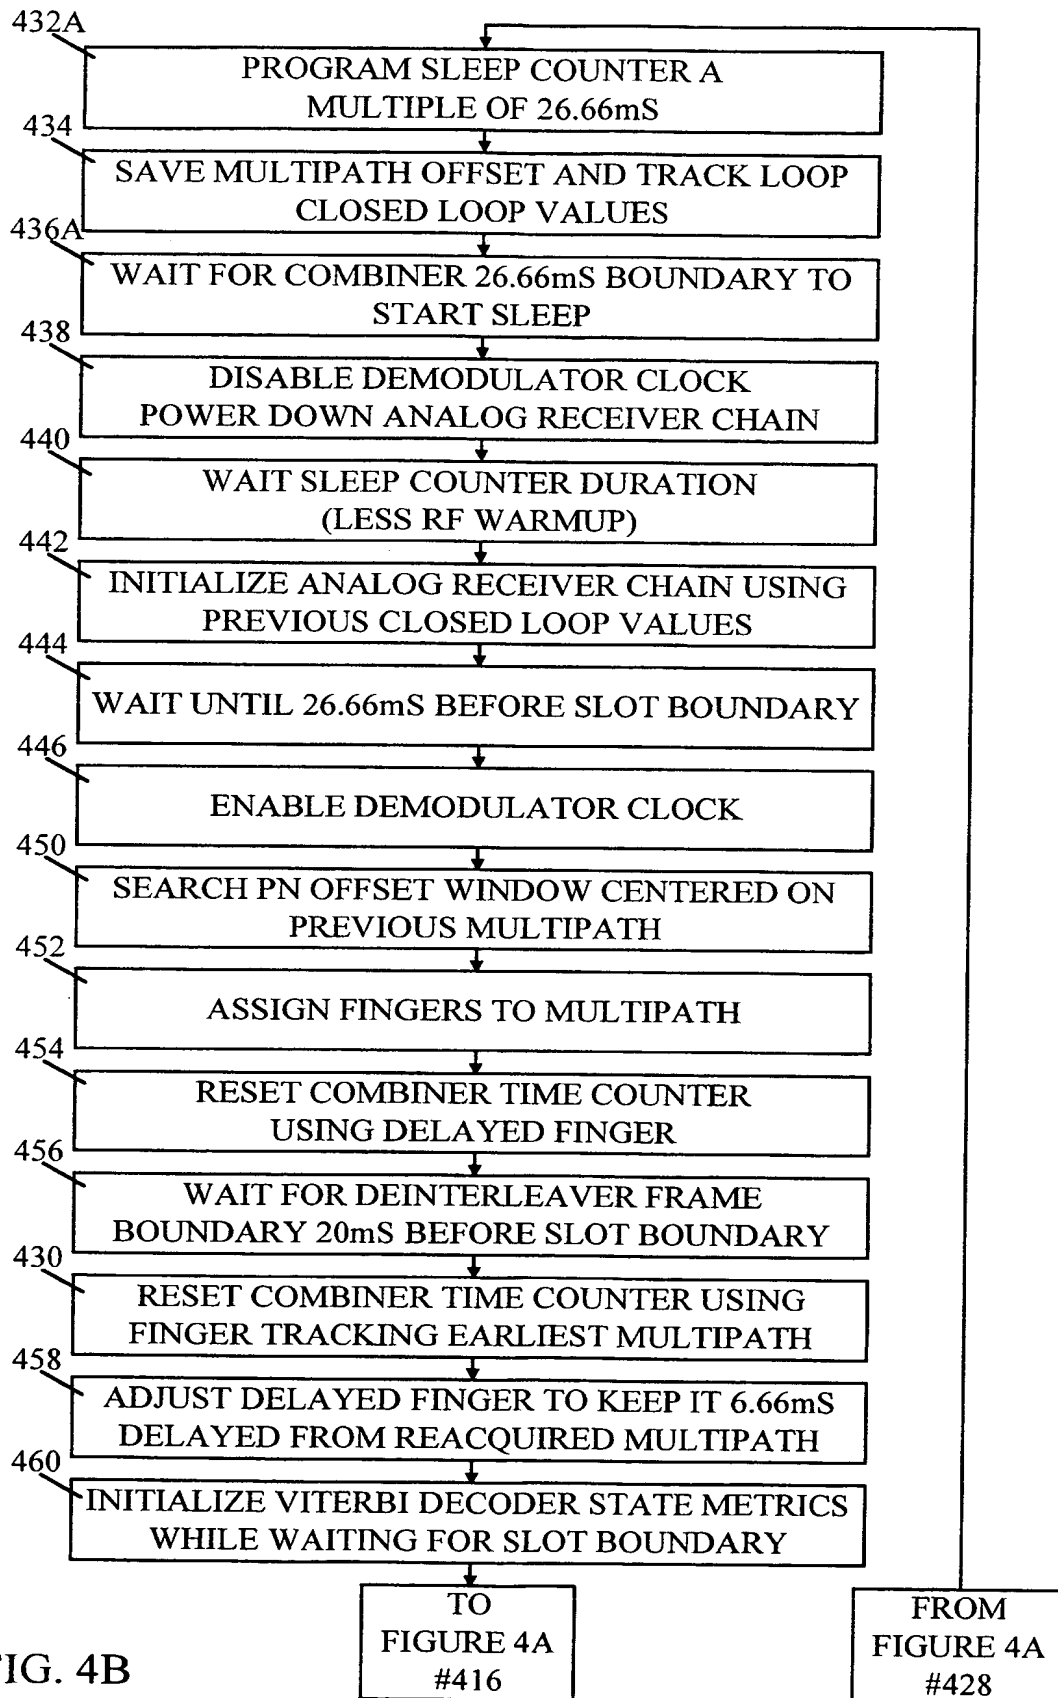 432A
PROGRAM SLEEP COUNTER A
MULTIPLE OF 26.66mS
434
SAVE MULTIPATH OFFSET AND TRACK LOOP
CLOSED LOOP VALUES
436A
WAIT FOR COMBINER 26.66mS BOUNDARY TO
START SLEEP
438
DISABLE DEMODULATOR CLOCK
POWER DOWN ANALOG RECEIVER CHAIN
440
WAIT SLEEP COUNTER DURATION
(LESS RF WARMUP)
442
INITIALIZE ANALOG RECEIVER CHAIN USING
PREVIOUS CLOSED LOOP VALUES
444
WAIT UNTIL 26.66mS BEFORE SLOT BOUNDARY
446
ENABLE DEMODULATOR CLOCK
450
SEARCH PN OFFSET WINDOW CENTERED ON
PREVIOUS MULTIPATH
452
ASSIGN FINGERS TO MULTIPATH
454
RESET COMBINER TIME COUNTER
USING DELAYED FINGER
456
WAIT FOR DEINTERLEAVER FRAME
BOUNDARY 20mS BEFORE SLOT BOUNDARY
430
RESET COMBINER TIME COUNTER USING
FINGER TRACKING EARLIEST MULTIPATH
458
ADJUST DELAYED FINGER TO KEEP IT 6.66mS
DELAYED FROM REACQUIRED MULTIPATH
460
INITIALIZE VITERBI DECODER STATE METRICS
WHILE WAITING FOR SLOT BOUNDARY
TO
FIGURE 4A
#416
FROM
FIGURE 4A
#428
IG. 4B